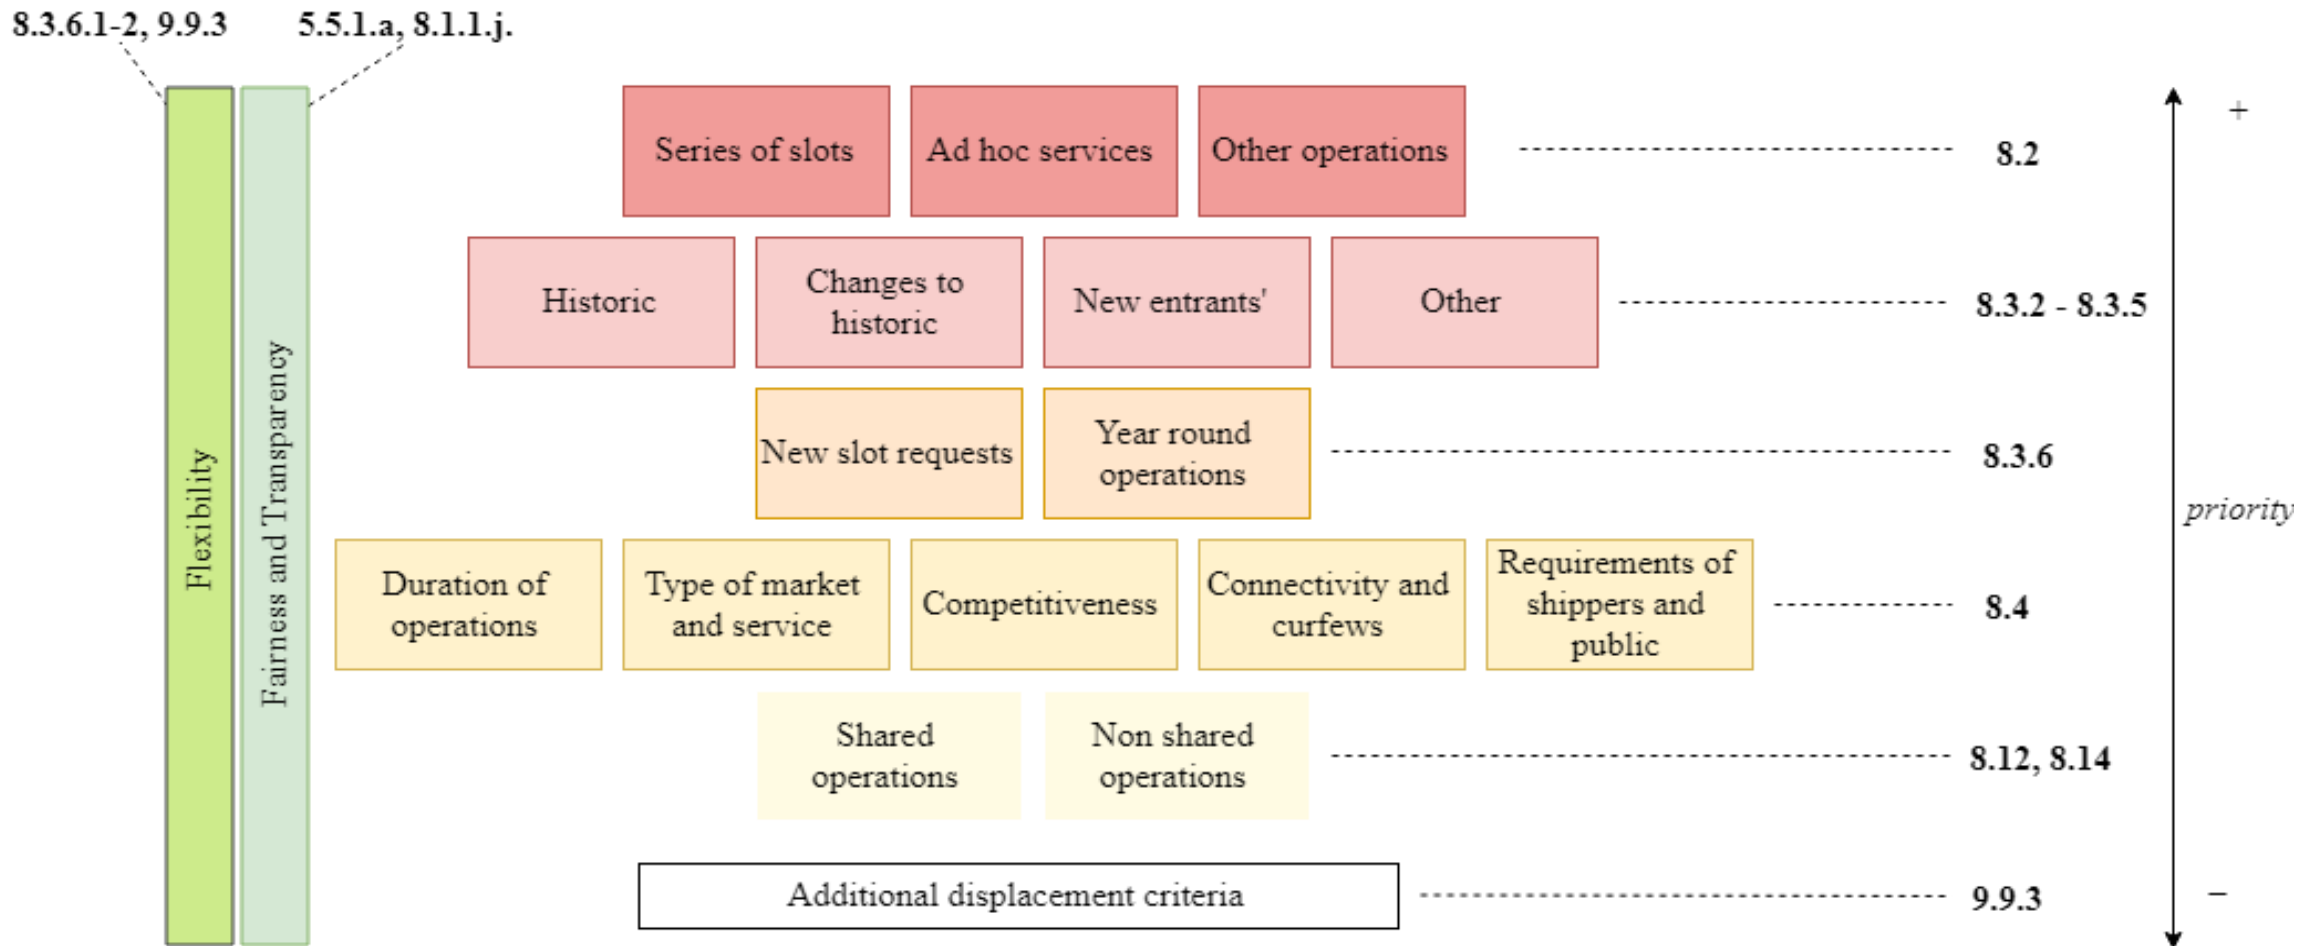 8.3.6.1-2, 9.9.3
5.5.1.a, 8.1.1.j.
Flexibility
Fairness and Transparency
Series of slots
Ad hoc services
Other operations
8.2
+
Historic
Changes to
historic
New entrants'
Other
8.3.2 - 8.3.5
New slot requests
Year round
operations
8.3.6
priority
Duration of
operations
Type of market
and service
Competitiveness
Connectivity and
curfews
Requirements of
shippers and
public
8.4
Shared
operations
Non shared
operations
8.12, 8.14
Additional displacement criteria
9.9.3
−